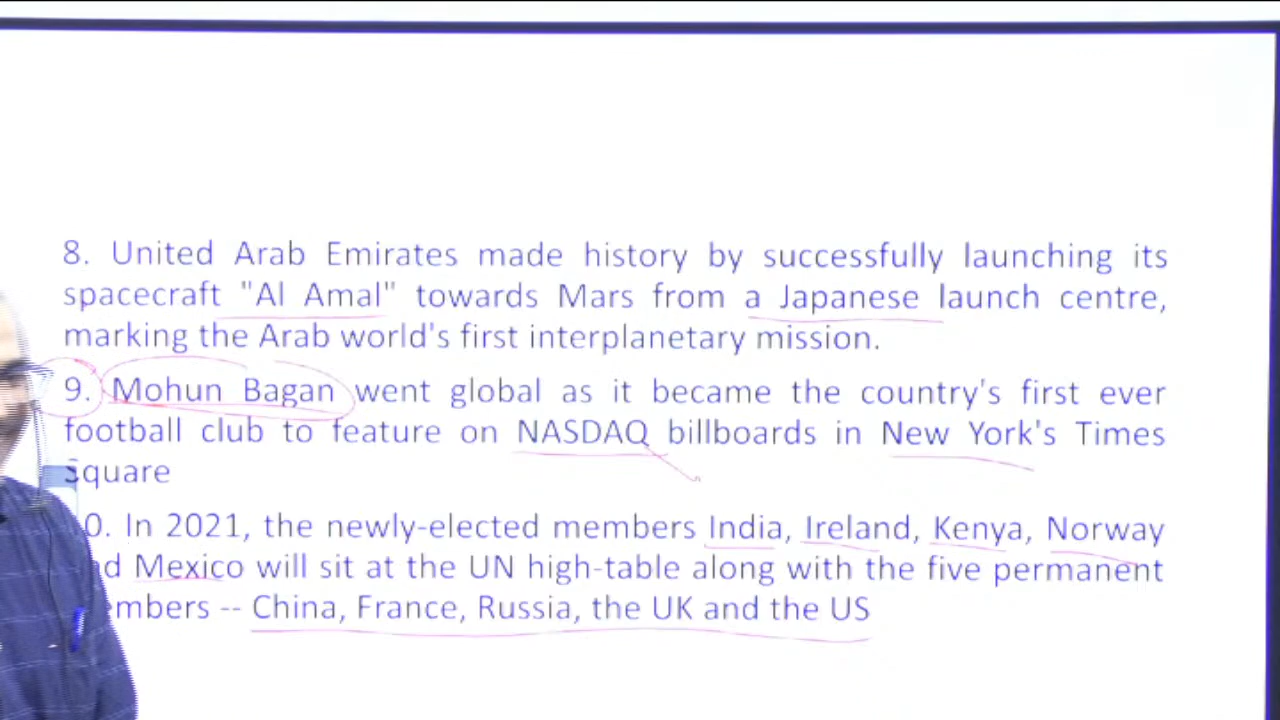 8. United Arab Emirates made history by successfully launching its
spacecraft "Al Amal" towards Mars from a Japanese launch centre,
marking the Arab world's first interplanetary mission.
9. Mohun Bagan went global as it became the country's first ever
football club to feature on NASDAQ billboards in New York's Times
Square
0. In 2021, the newly-elected members India, Ireland, Kenya, Norway
Mexico will sit at the UN high-table along with the five permanent
-- China, France, Russia, the UK and the US